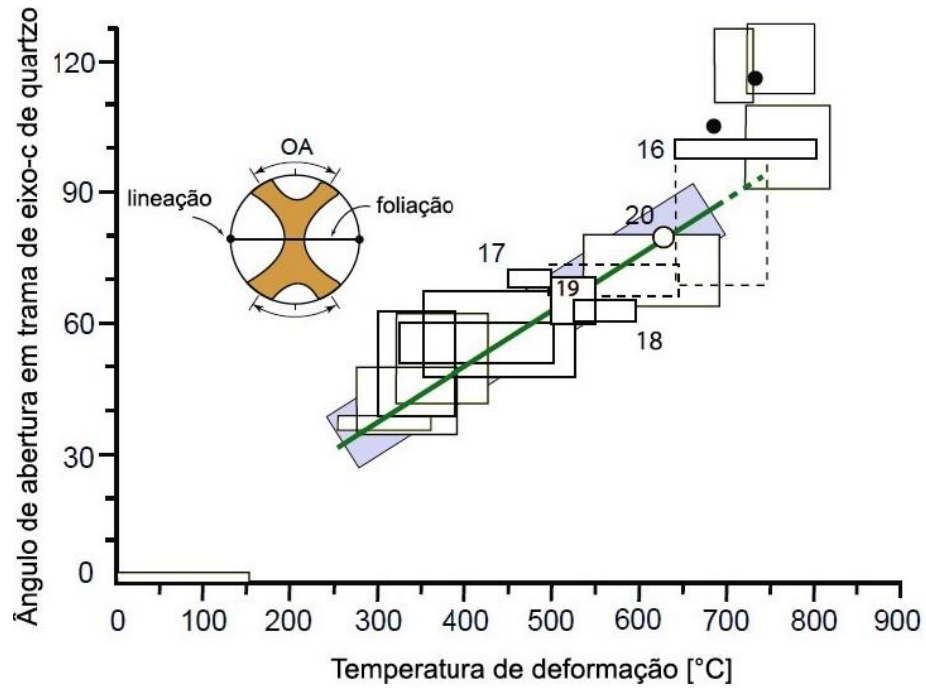 Ângulo de abertura em trama de eixo-c de quartzo
120
90
60
30
0
OA
lineação
foliação
16
20
17
19
18
0 100 200 300 400 500 600 700 800 900
Temperatura de deformação [°C]